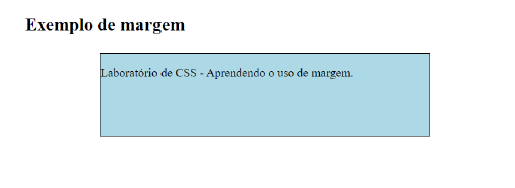 Exemplo de margem
Laboratório de CSS - Aprendendo o uso de margem.